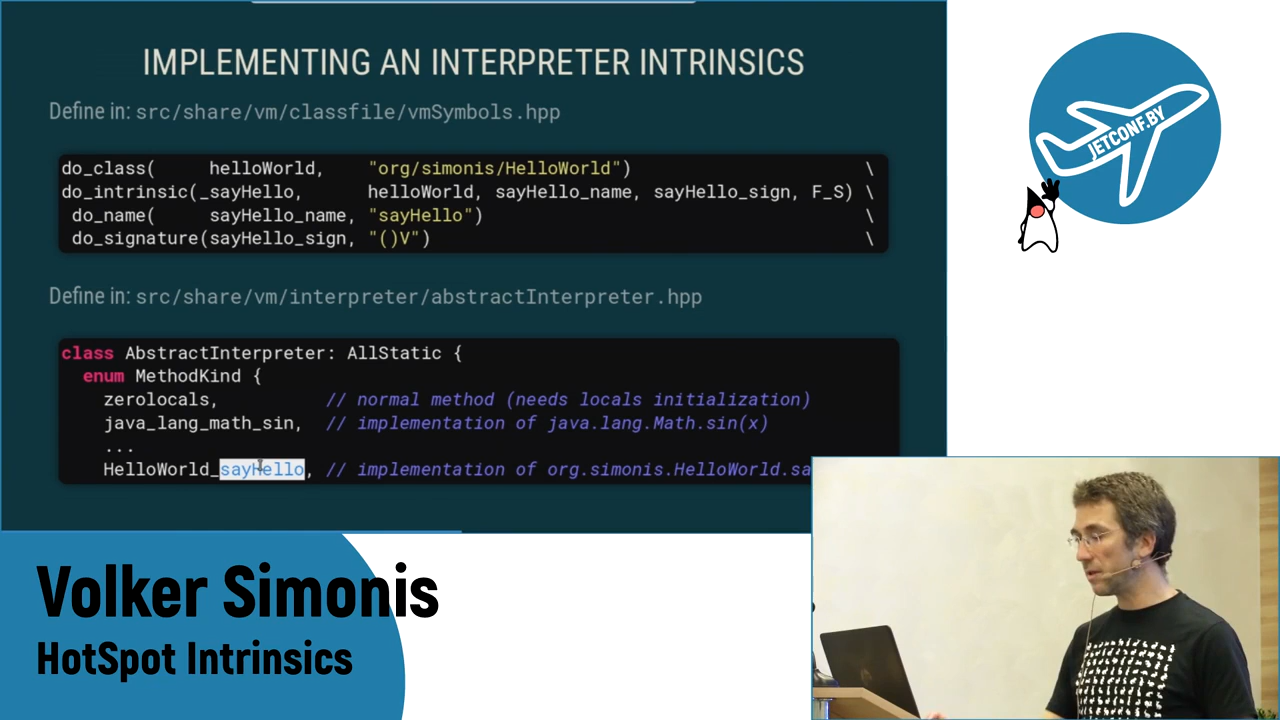 IMPLEMENTING AN INTERPRETER INTRINSICS
Define in: src/share/vm/classfile/vmSymbols.hpp
do_class(     helloWorld,    "org/simonis/HelloWorld")                       \
do_intrinsic(_sayHello,      helloWorld, sayHello_name, sayHello_sign, F_S) \
 do_name(     sayHello_name, "sayHello")                                    \
 do_signature(sayHello_sign, "()V")                                         \
Define in: src/share/vm/interpreter/abstractInterpreter.hpp
class AbstractInterpreter: AllStatic {
  enum MethodKind {
    zerolocals,          // normal method (needs locals initialization)
    java_lang_math_sin,  // implementation of java.lang.Math.sin(x)
    ...
    HelloWorld_sayHello, // implementation of org.simonis.HelloWorld.sa
JETCONF.BY
Volker Simonis
HotSpot Intrinsics